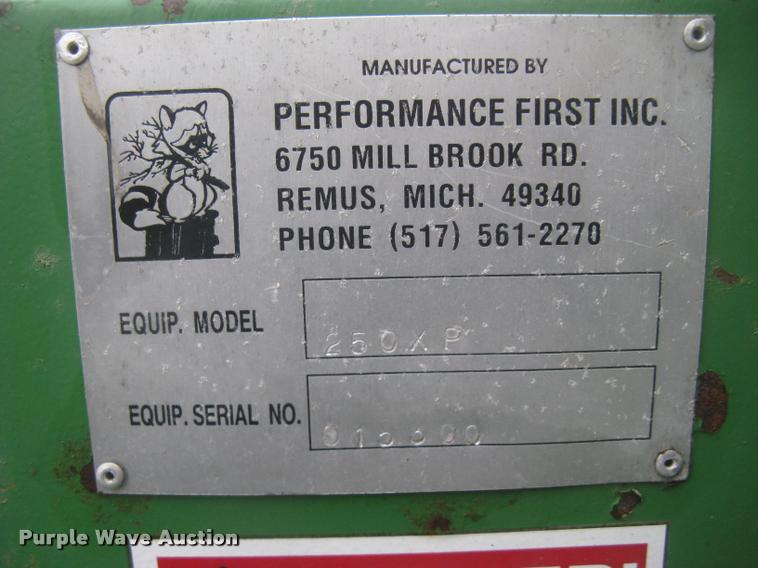 MANUFACTURED BY
PERFORMANCE FIRST INC.
6750 MILL BROOK RD.
REMUS, MICH. 49340
PHONE (517) 561-2270
EQUIP. MODEL
250XP
EQUIP. SERIAL NO.
Purple Wave Auction